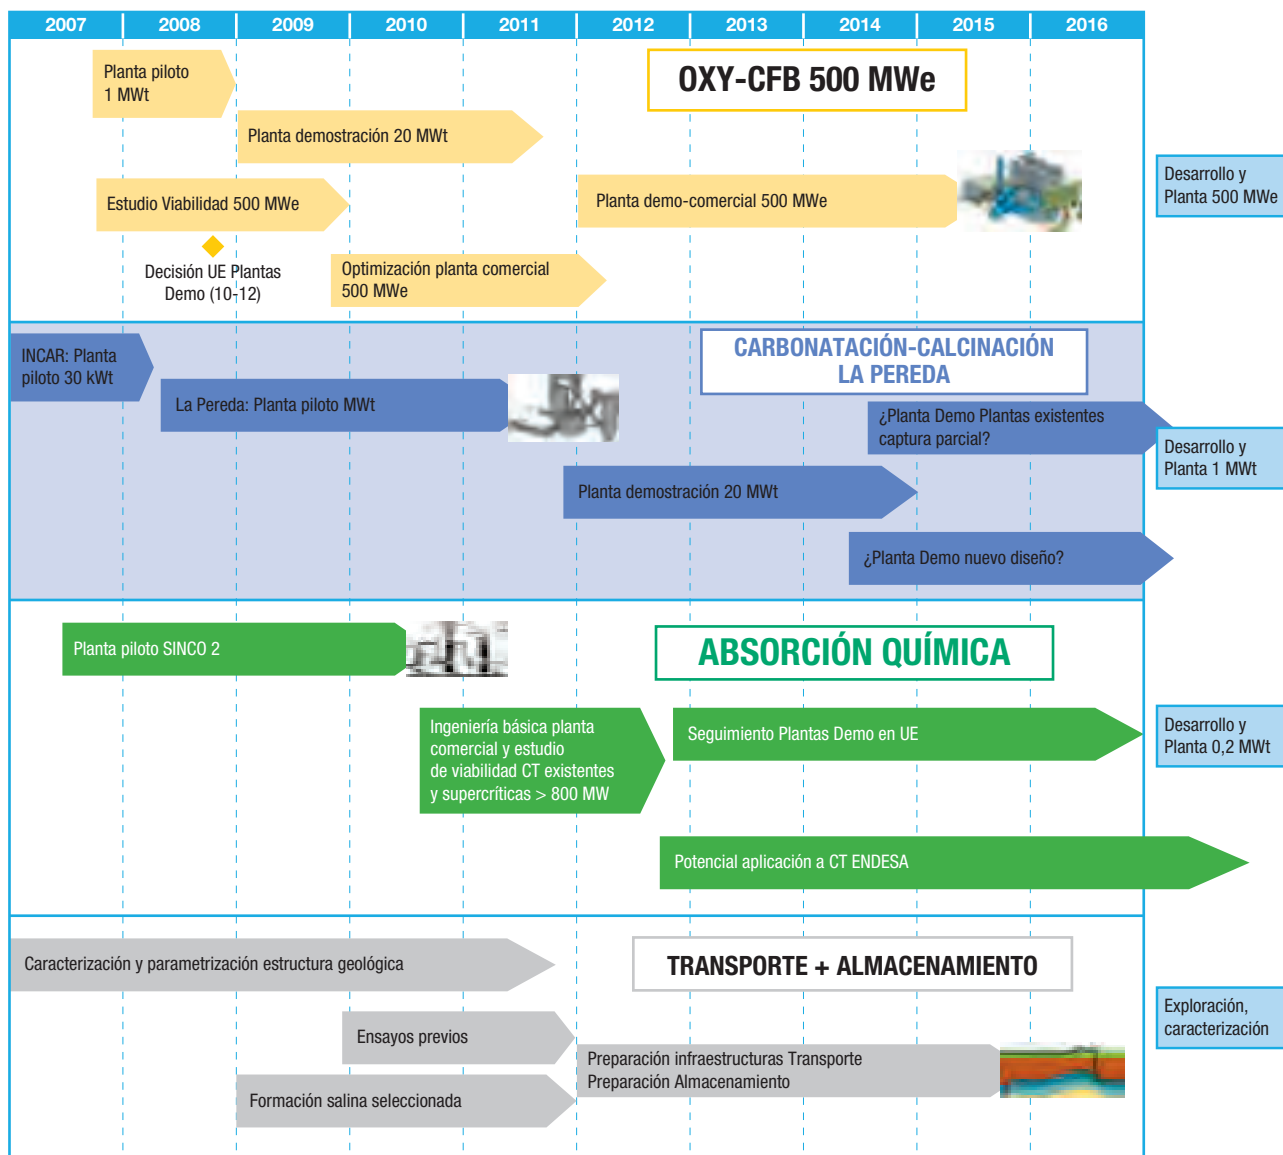 2007 2008 2009 2010 2011 2012 2013 2014 2015 2016
Planta piloto
1 MWt
OXY-CFB 500 MWe
Planta demostración 20 MWt
Estudio Viabilidad 500 MWe
Planta demo-comercial 500 MWe
Desarrollo y
Planta 500 MWe
Decisión UE Plantas
Demo (10-12)
Optimización planta comercial
500 MWe
INCAR: Planta
piloto 30 kWt
CARBONATACIÓN-CALCINACIÓN
LA PEREDA
La Pereda: Planta piloto MWt
¿Planta Demo Plantas existentes
captura parcial?
Desarrollo y
Planta 1 MWt
Planta demostración 20 MWt
¿Planta Demo nuevo diseño?
Planta piloto SINCO 2
ABSORCIÓN QUÍMICA
Ingeniería básica planta
comercial y estudio
de viabilidad CT existentes
y supercríticas > 800 MW
Seguimiento Plantas Demo en UE
Desarrollo y
Planta 0,2 MWt
Potencial aplicación a CT ENDESA
Caracterización y parametrización estructura geológica
TRANSPORTE + ALMACENAMIENTO
Exploración,
caracterización
Ensayos previos
Preparación infraestructuras Transporte
Preparación Almacenamiento
Formación salina seleccionada